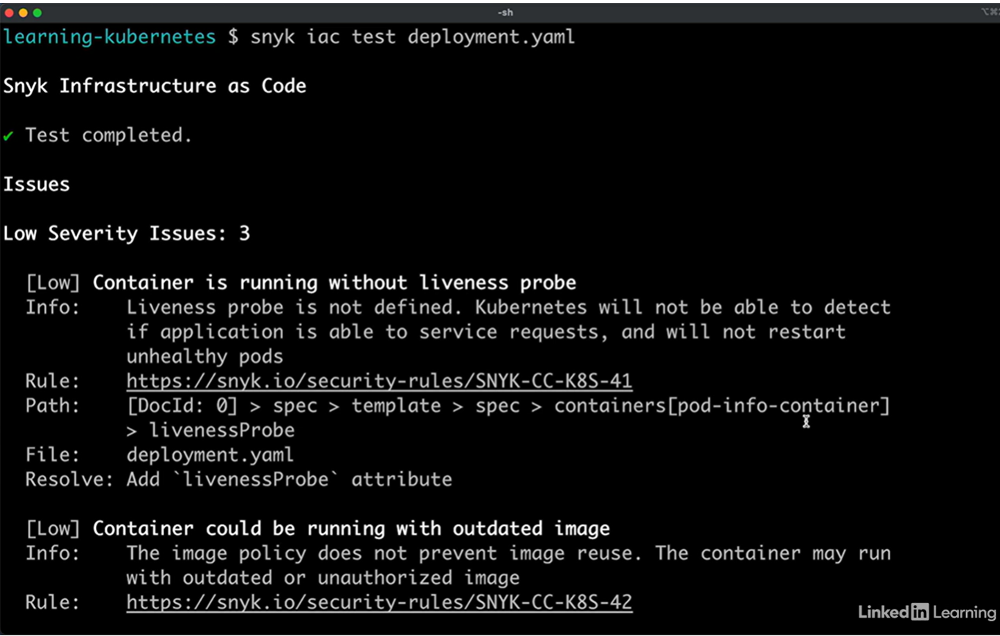 -sh
learning-kubernetes $ snyk iac test deployment.yaml
Snyk Infrastructure as Code
✔ Test completed.
Issues
Low Severity Issues: 3
[Low] Container is running without liveness probe
Info: Liveness probe is not defined. Kubernetes will not be able to detect
if application is able to service requests, and will not restart
unhealthy pods
Rule: https://snyk.io/security-rules/SNYK-CC-K8S-41
Path: [DocId: 0] > spec > template > spec > containers[pod-info-container]
> livenessProbe
File: deployment.yaml
Resolve: Add `livenessProbe` attribute
[Low] Container could be running with outdated image
Info: The image policy does not prevent image reuse. The container may run
with outdated or unauthorized image
Rule: https://snyk.io/security-rules/SNYK-CC-K8S-42
Linked in Learning